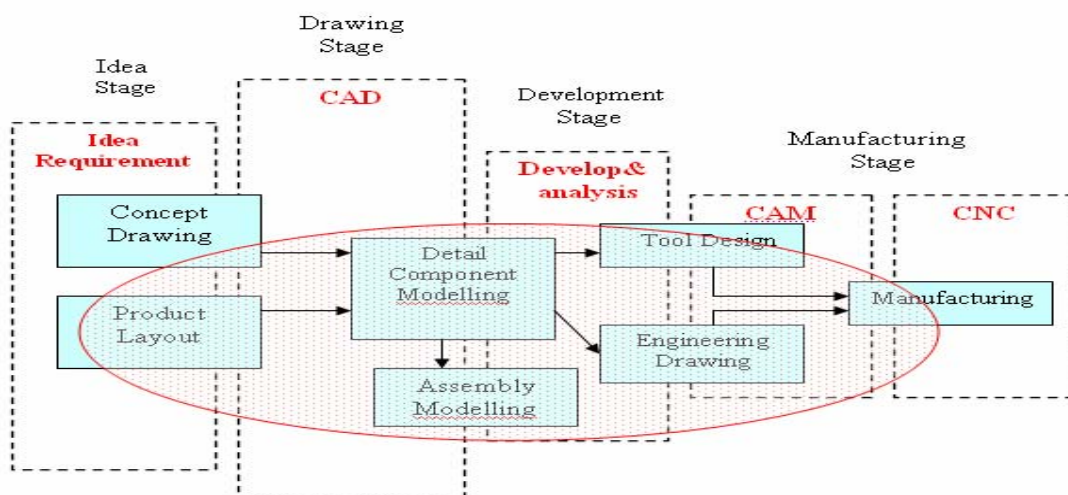 Drawing
Stage
Idea
Stage
CAD
Development
Stage
Manufacturing
Stage
Idea
Requirement
Develop&
analysis
CAM
CNC
Concept
Drawing
Tool Design
Detail
Component
Modelling
Manufacturing
Product
Layout
Engineering
Drawing
Assembly
Modelling